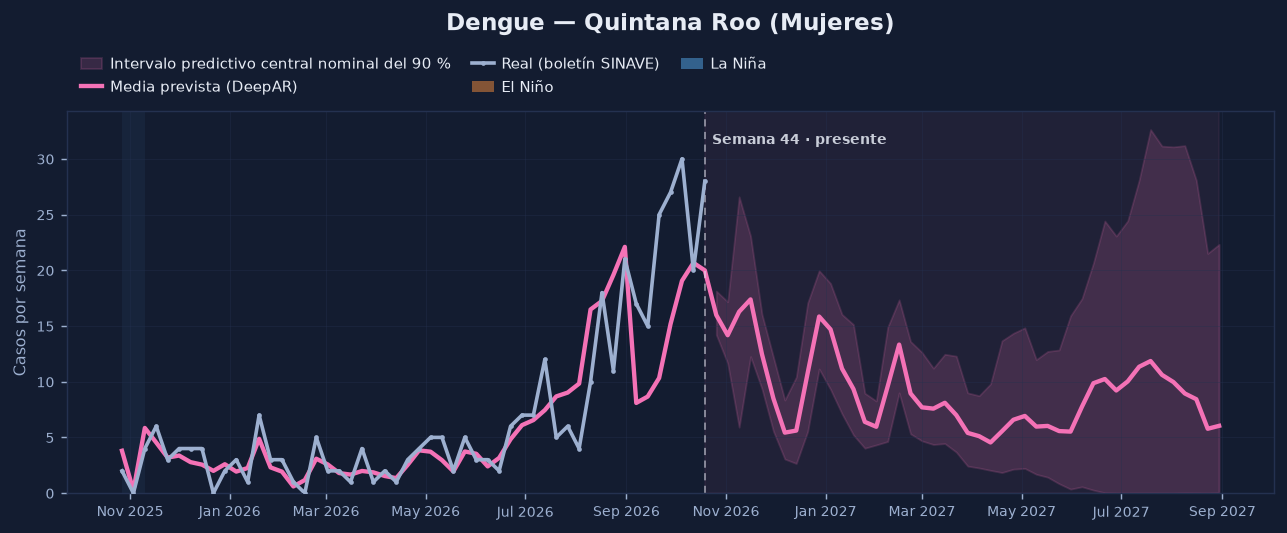 Dengue — Quintana Roo (Mujeres)
Intervalo predictivo central nominal del 90 %
Real (boletín SINAVE)
La Niña
Media prevista (DeepAR)
El Niño
Semana 44 · presente
Casos por semana
30
25
20
15
10
5
0
Nov 2025
Jan 2026
Mar 2026
May 2026
Jul 2026
Sep 2026
Nov 2026
Jan 2027
Mar 2027
May 2027
Jul 2027
Sep 2027